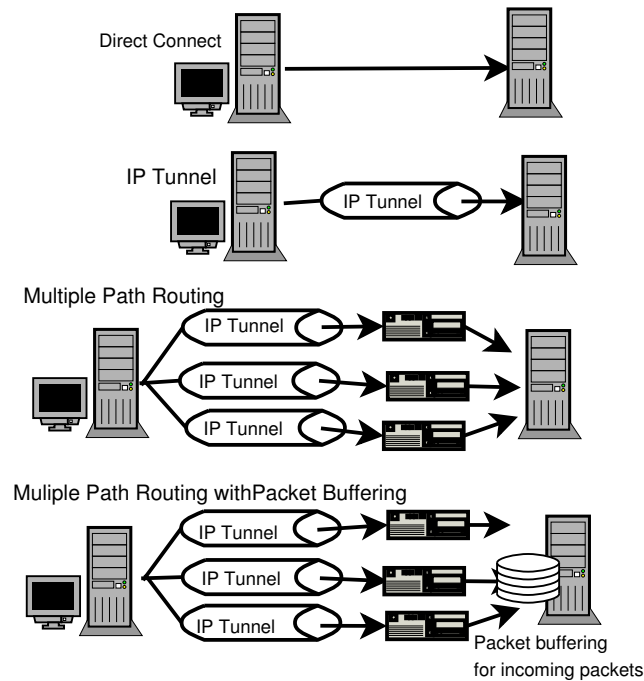 Direct Connect
IP Tunnel
IP Tunnel
Multiple Path Routing
IP Tunnel
IP Tunnel
IP Tunnel
Muliple Path Routing withPacket Buffering
IP Tunnel
IP Tunnel
IP Tunnel
Packet buffering
for incoming packets